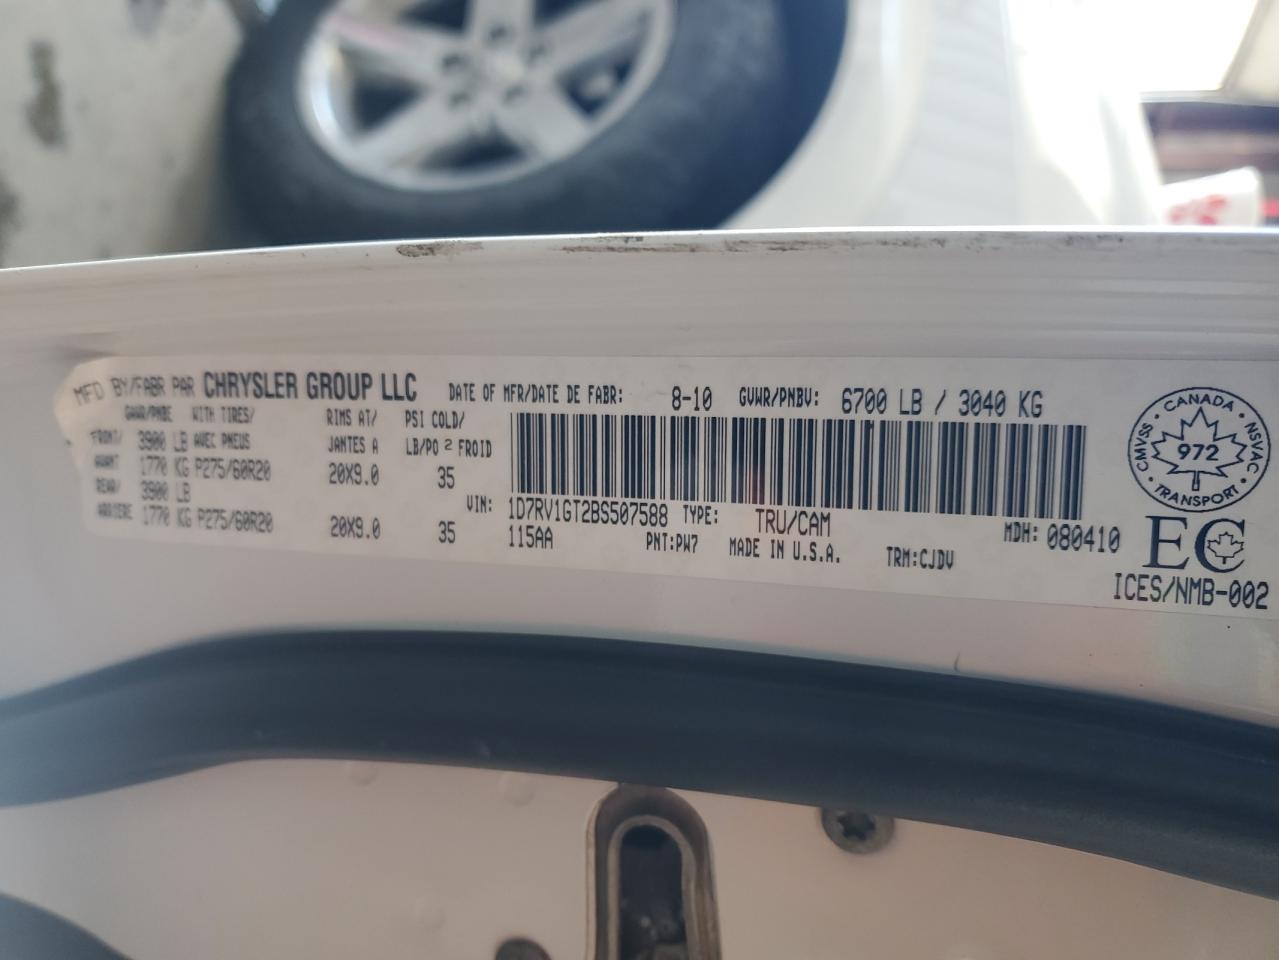 MFD BY/FABR PAR CHRYSLER GROUP LLC DATE OF MFR/DATE DE FABR: 8-10 GVWR/PNBV: 6700 LB / 3040 KG
GAWR/PNBE WITH TIRES/ RIMS AT/ PSI COLD/
FRONT/ 3900 LB AVEC PNEUS JANTES A LB/PO² FROID
AVANT 1770 KG P275/60R20 20X9.0 35
REAR/ 3900 LB
ARRIERE 1770 KG P275/60R20 20X9.0 35
VIN: 1D7RV1GT2BS507588 TYPE: TRU/CAM MDH: 080410
115AA PNT:PW7 MADE IN U.S.A. TRM:CJDV
CMVSS • CANADA • NSVAC • TRANSPORT •
972
EC
ICES/NMB-002